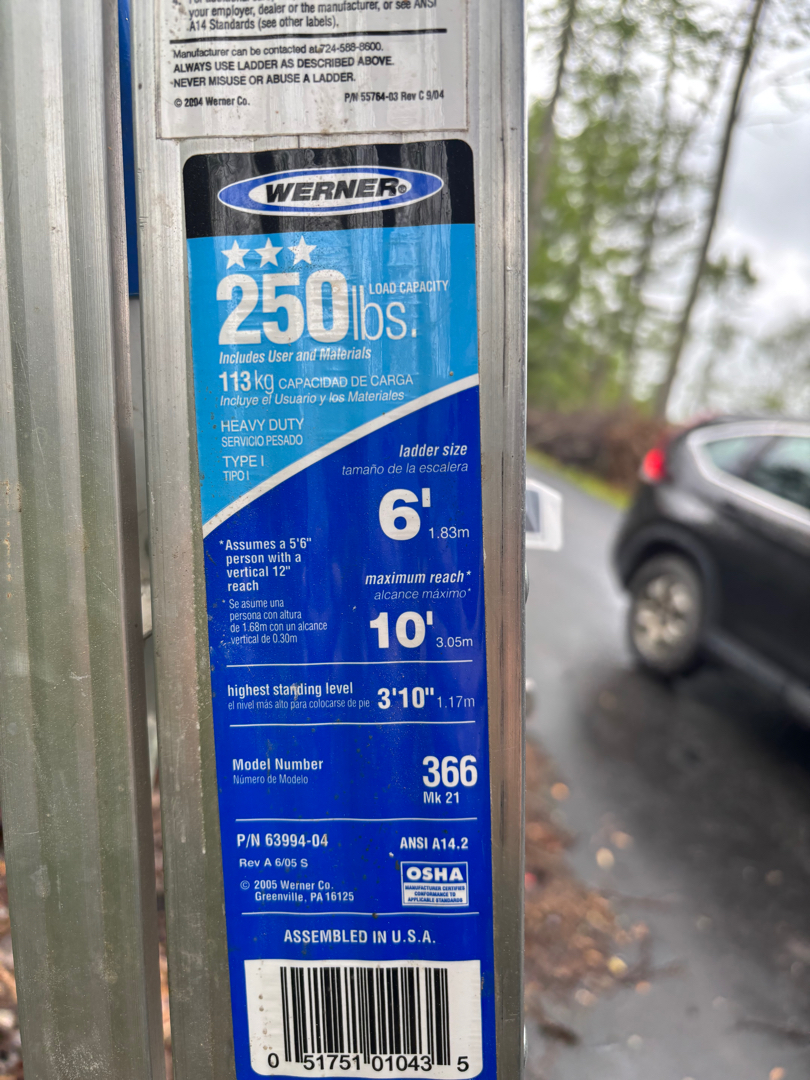 your employer, dealer or the manufacturer, or see ANSI
A14 Standards (see other labels).
Manufacturer can be contacted at 724-588-8600.
ALWAYS USE LADDER AS DESCRIBED ABOVE.
NEVER MISUSE OR ABUSE A LADDER.
© 2004 Werner Co. P/N 55764-03 Rev C 9/04
WERNER®
250 lbs. LOAD CAPACITY
Includes User and Materials
113 kg CAPACIDAD DE CARGA
Incluye el Usuario y los Materiales
HEAVY DUTY
SERVICIO PESADO
TYPE I
TIPO I
ladder size
tamaño de la escalera
6' 1.83m
*Assumes a 5'6"
person with a
vertical 12"
reach
* Se asume una
persona con altura
de 1.68m con un alcance
vertical de 0.30m
maximum reach*
alcance máximo*
10' 3.05m
highest standing level
el nivel más alto para colocarse de pie
3'10" 1.17m
Model Number
Número de Modelo
366
Mk 21
P/N 63994-04
Rev A 6/05 S
© 2005 Werner Co.
Greenville, PA 16125
ANSI A14.2
OSHA
MANUFACTURER CERTIFIES
CONFORMANCE TO
APPLICABLE STANDARDS
ASSEMBLED IN U.S.A.
0 51751 01043 5